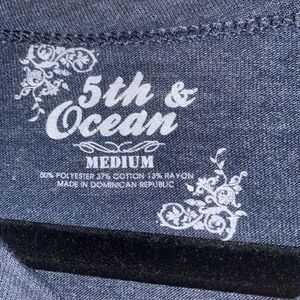 5th &
Ocean
MEDIUM
50% POLYESTER 37% COTTON 13% RAYON
MADE IN DOMINICAN REPUBLIC